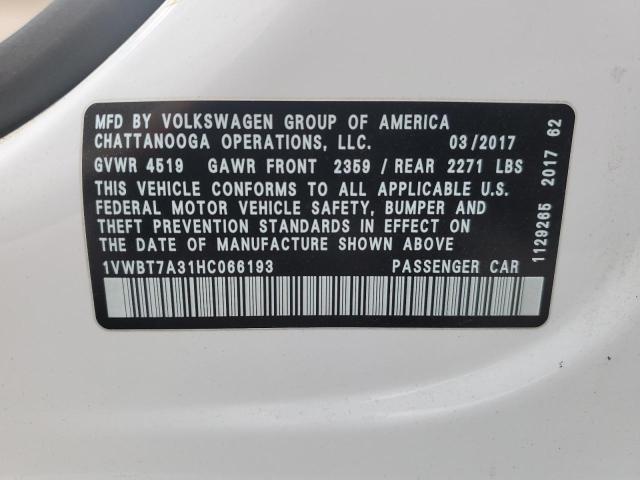 MFD BY VOLKSWAGEN GROUP OF AMERICA
CHATTANOOGA OPERATIONS, LLC. 03/2017
GVWR 4519 GAWR FRONT 2359 / REAR 2271 LBS
THIS VEHICLE CONFORMS TO ALL APPLICABLE U.S.
FEDERAL MOTOR VEHICLE SAFETY, BUMPER AND
THEFT PREVENTION STANDARDS IN EFFECT ON
THE DATE OF MANUFACTURE SHOWN ABOVE
1VWBT7A31HC066193 PASSENGER CAR
1129265 2017 62